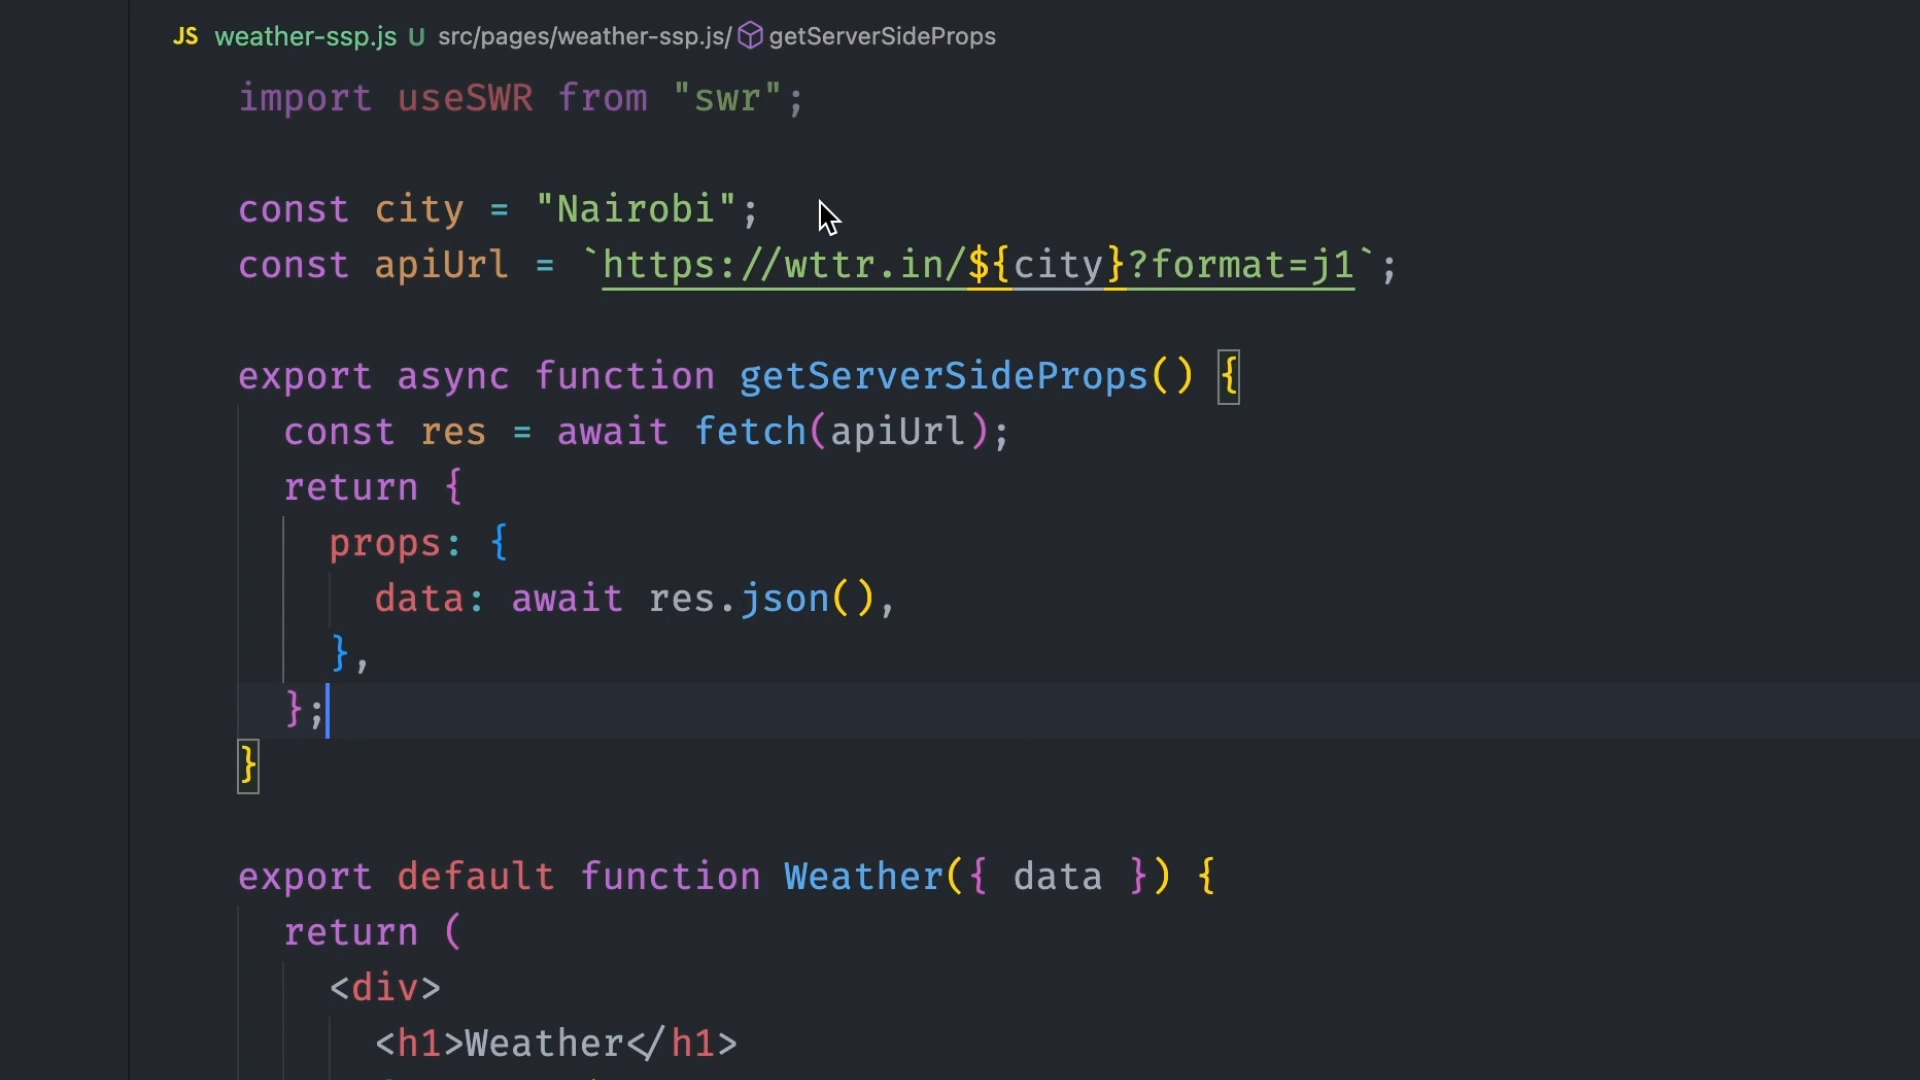 JS weather-ssp.js U src/pages/weather-ssp.js/ getServerSideProps
import useSWR from "swr";
const city = "Nairobi";
const apiUrl = `https://wttr.in/${city}?format=j1`;
export async function getServerSideProps() {
const res = await fetch(apiUrl);
return {
props: {
data: await res.json(),
},
};
}
export default function Weather({ data }) {
return (
<div>
<h1>Weather</h1>